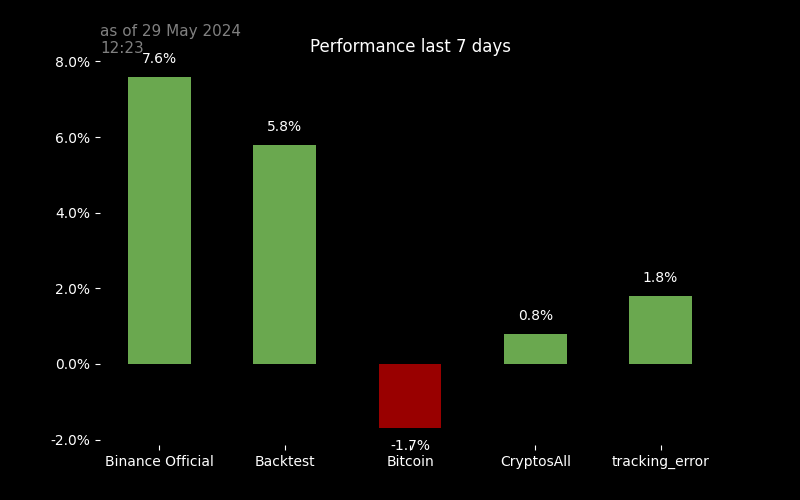 as of 29 May 2024
12:23
Performance last 7 days
8.0%
6.0%
4.0%
2.0%
0.0%
-2.0%
7.6%
5.8%
-1.7%
0.8%
1.8%
Binance Official
Backtest
Bitcoin
CryptosAll
tracking_error